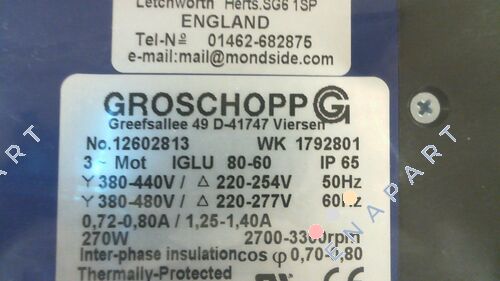 Letchworth Herts.SG6 1SP
ENGLAND
Tel-Nº 01462-682875
e-mail:mail@mondside.com
GROSCHOPP G
Greefsallee 49 D-41747 Viersen
No.12602813 WK 1792801
3 ~ Mot IGLU 80-60 IP 65
Y 380-440V / Δ 220-254V 50Hz
Y 380-480V / Δ 220-277V 60Hz
0,72-0,80A / 1,25-1,40A
270W 2700-3300rpm
Inter-phase insulation cos φ 0,70-0,80
Thermally-Protected
ENAPART